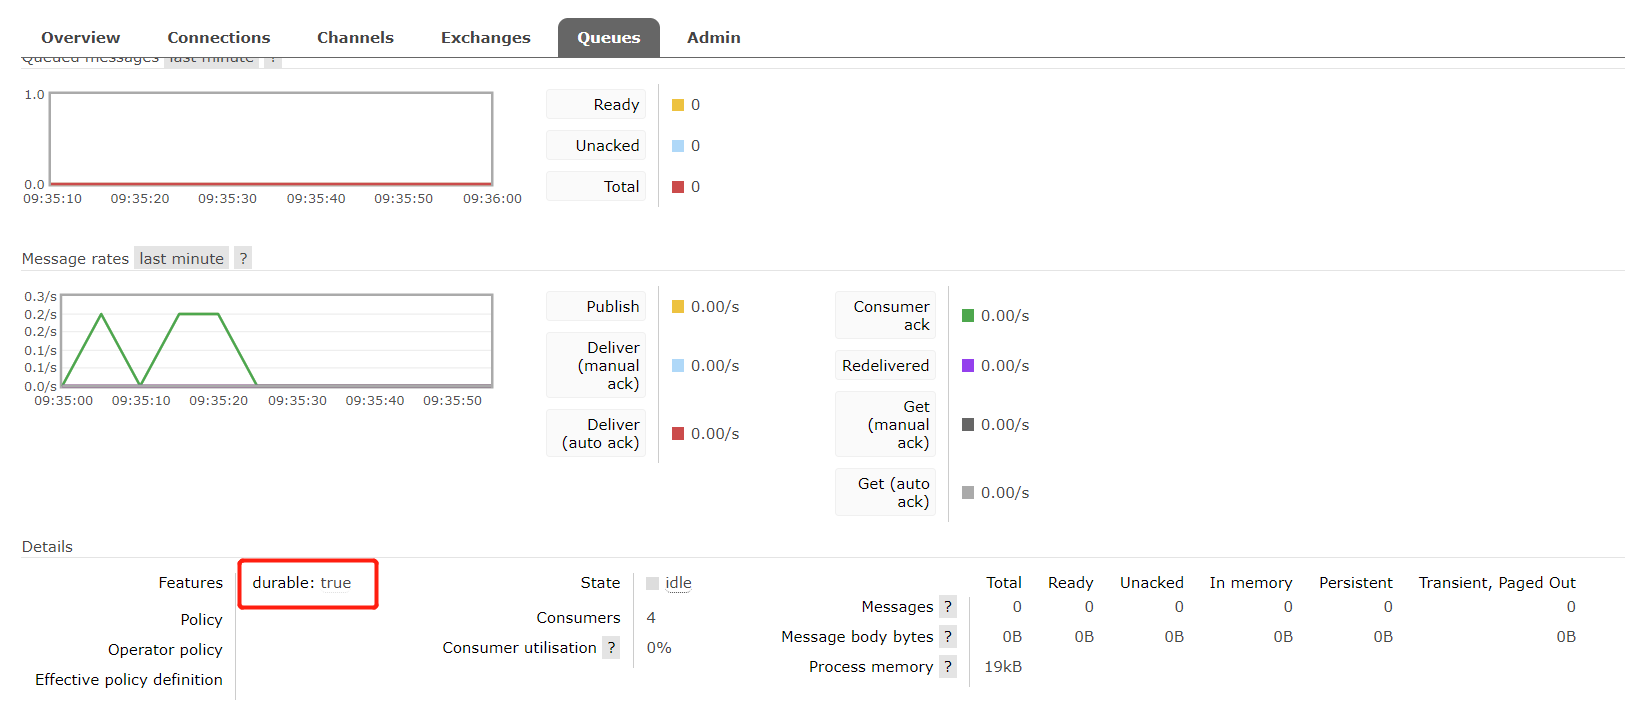 Overview Connections Channels Exchanges Queues Admin
Queued messages last minute ?
1.0
0.0
09:35:10 09:35:20 09:35:30 09:35:40 09:35:50 09:36:00
Ready 0
Unacked 0
Total 0
Message rates last minute ?
0.3/s
0.2/s
0.2/s
0.1/s
0.1/s
0.0/s
09:35:00 09:35:10 09:35:20 09:35:30 09:35:40 09:35:50
Publish 0.00/s
Deliver
(manual 0.00/s
ack)
Deliver
(auto ack) 0.00/s
Consumer
ack 0.00/s
Redelivered 0.00/s
Get
(manual 0.00/s
ack)
Get (auto
ack) 0.00/s
Details
Features durable: true
Policy
Operator policy
Effective policy definition
State idle
Consumers 4
Consumer utilisation ? 0%
Total Ready Unacked In memory Persistent Transient, Paged Out
Messages ? 0 0 0 0 0 0
Message body bytes ? 0B 0B 0B 0B 0B 0B
Process memory ? 19kB